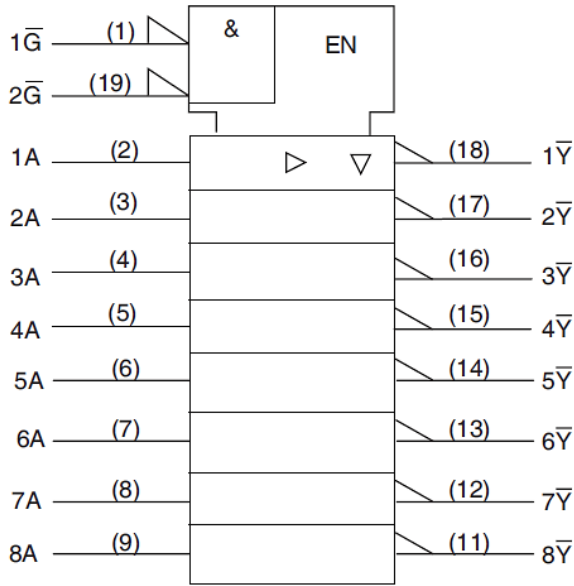 1G̅ (1) & EN
2G̅ (19)
1A (2) (18) 1Y̅
2A (3) (17) 2Y̅
3A (4) (16) 3Y̅
4A (5) (15) 4Y̅
5A (6) (14) 5Y̅
6A (7) (13) 6Y̅
7A (8) (12) 7Y̅
8A (9) (11) 8Y̅